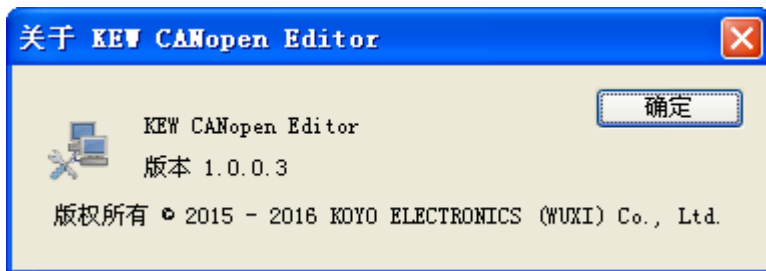 关于 KEW CANopen Editor
确定
KEW CANopen Editor
版本 1.0.0.3
版权所有 © 2015 - 2016 KOYO ELECTRONICS (WUXI) Co., Ltd.